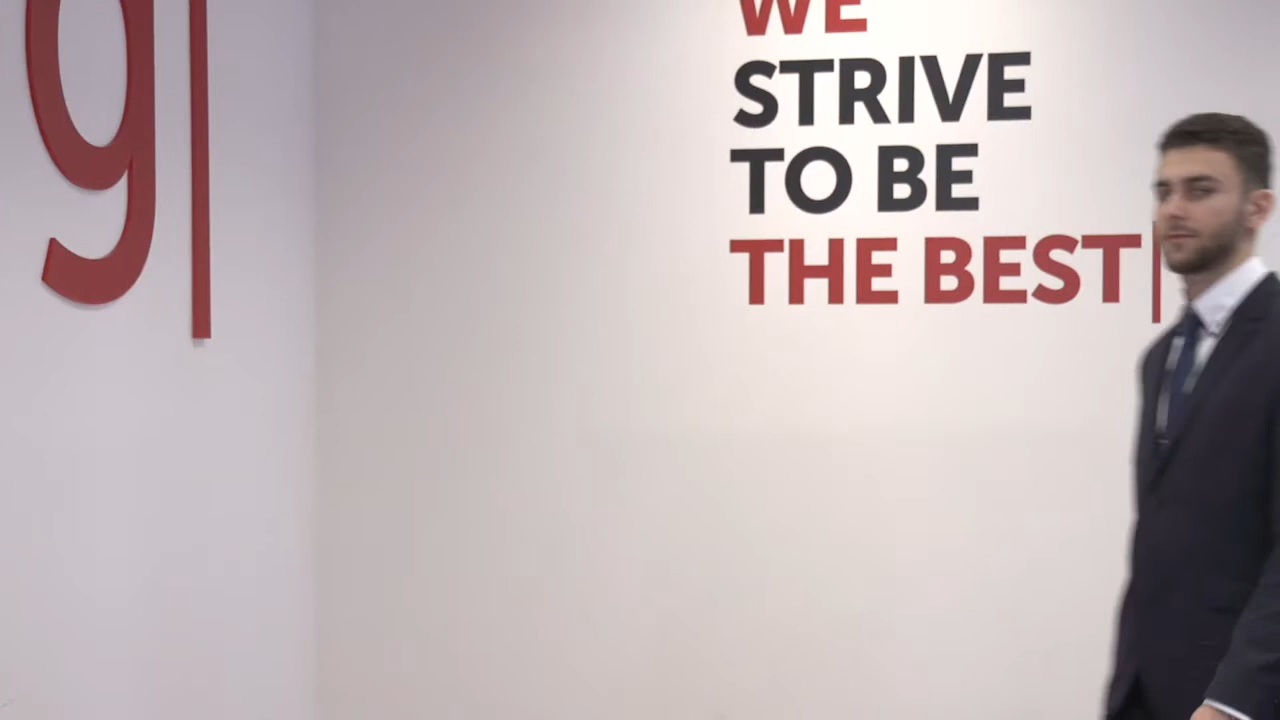 g|
WE
STRIVE
TO BE
THE BEST|